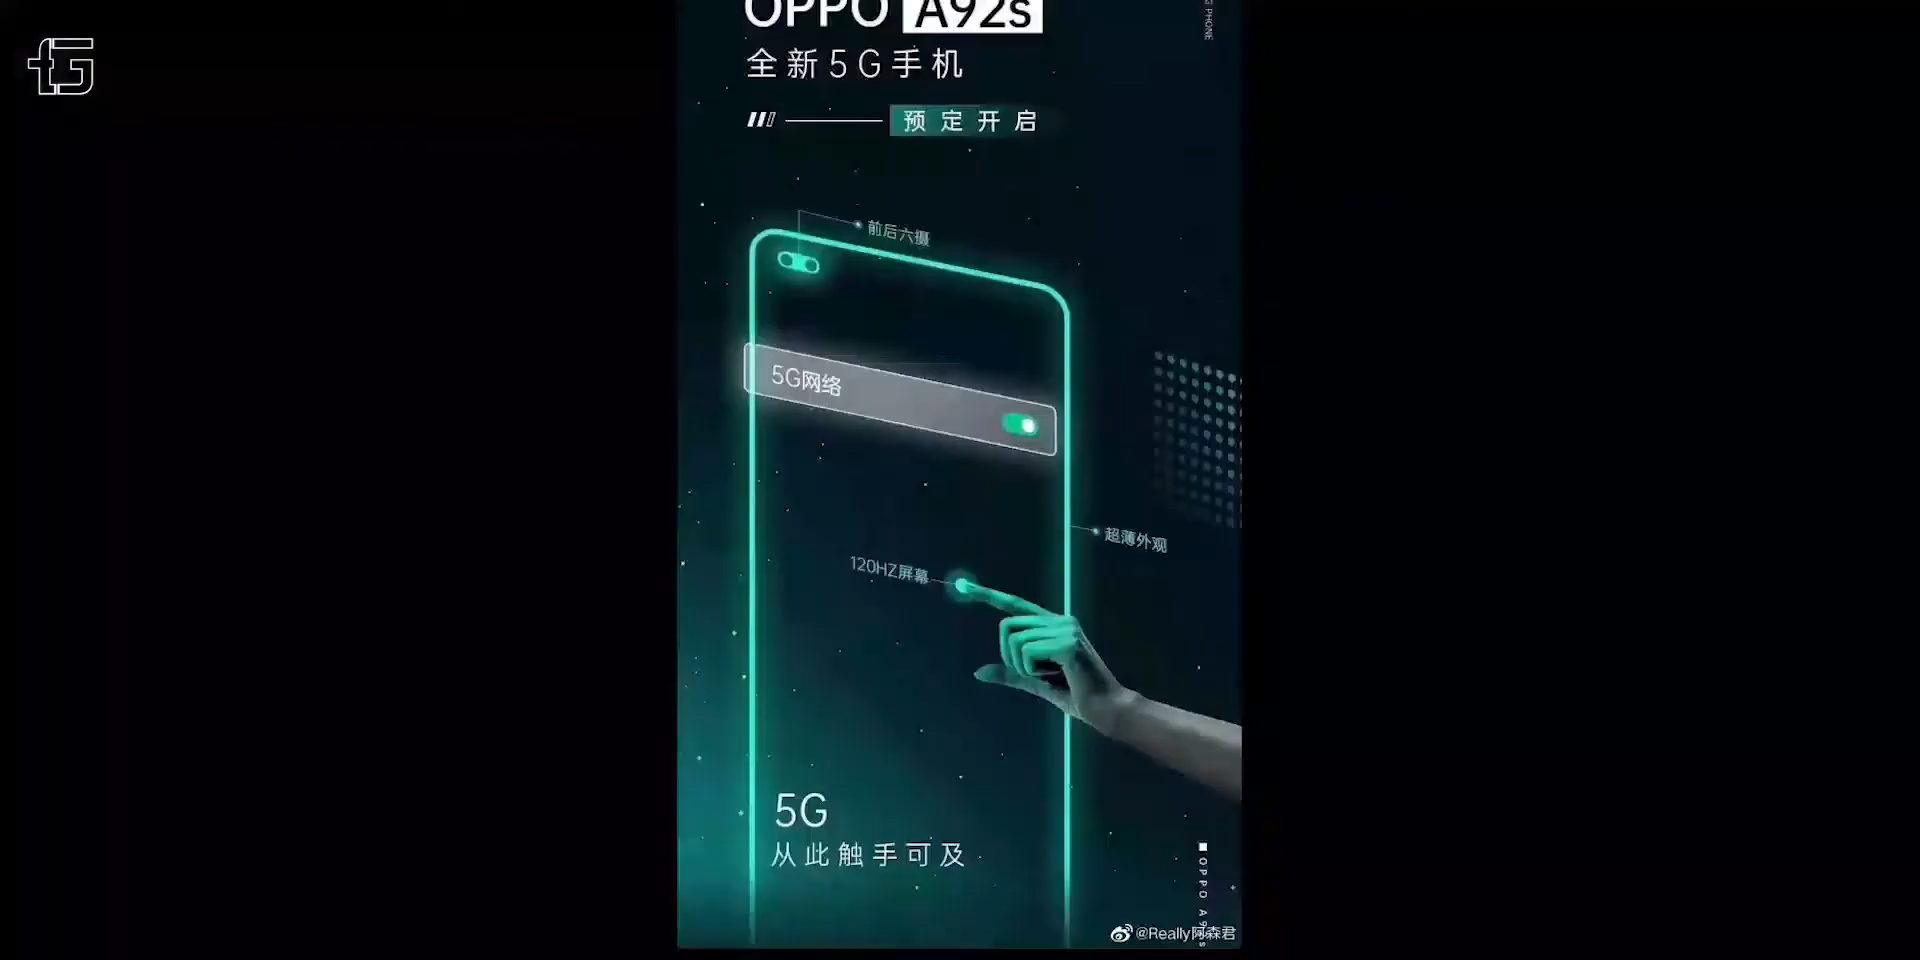 OPPO A92s
全新5G手机
预定开启
前后六摄
5G网络
超薄外观
120HZ屏幕
5G
从此触手可及
@Really阿森君